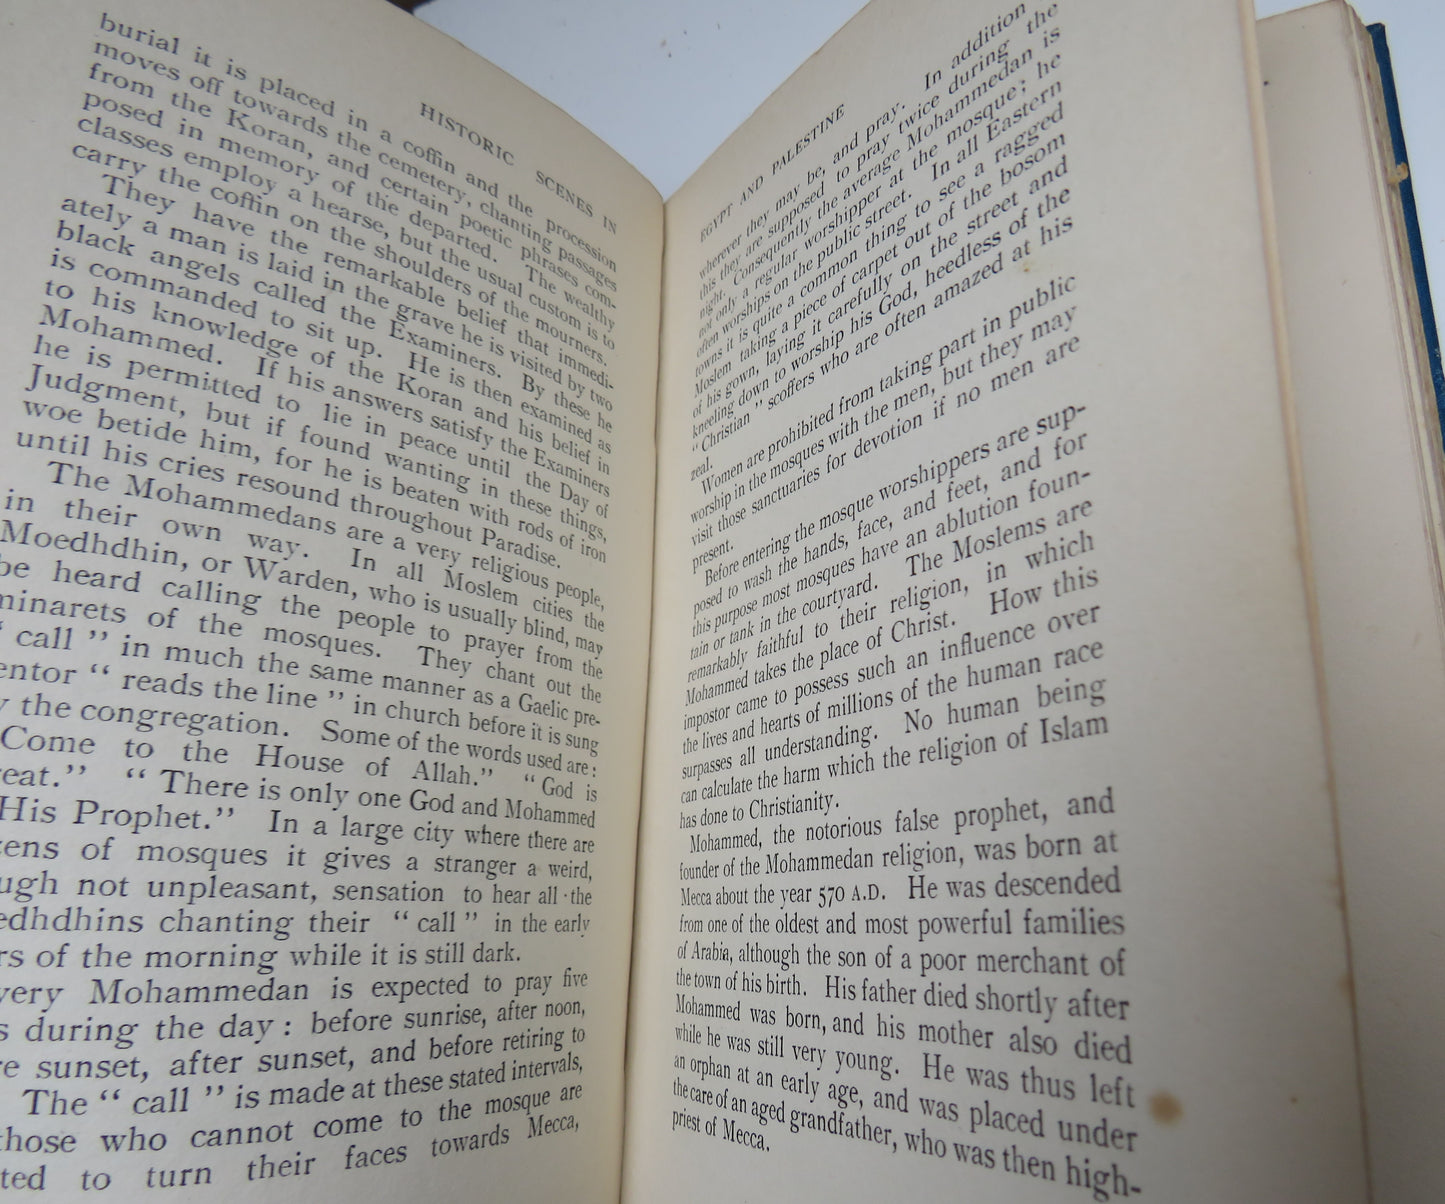 HISTORIC SCENES IN
burial it is placed in a coffin and the procession
moves off towards the cemetery, chanting passages
from the Koran, and certain poetic phrases com-
posed in memory of the departed. The wealthy
classes employ a hearse, but the usual custom is to
carry the coffin on the shoulders of the mourners.
They have the remarkable belief that immedi-
ately a man is laid in the grave he is visited by two
black angels called the Examiners. By these he
is commanded to sit up. He is then examined as
to his knowledge of the Koran and his belief in
Mohammed. If his answers satisfy the Examiners
he is permitted to lie in peace until the Day of
Judgment, but if found wanting in these things,
woe betide him, for he is beaten with rods of iron
until his cries resound throughout Paradise.
The Mohammedans are a very religious people,
in their own way. In all Moslem cities the
Moedhdhin, or Warden, who is usually blind, may
be heard calling the people to prayer from the
minarets of the mosques. They chant out the
“ call ” in much the same manner as a Gaelic pre-
entor “ reads the line ” in church before it is sung
the congregation. Some of the words used are :
Come to the House of Allah.” “ God is
reat.” “ There is only one God and Mohammed
His Prophet.” In a large city where there are
ens of mosques it gives a stranger a weird,
ugh not unpleasant, sensation to hear all the
edhdhins chanting their “ call ” in the early
rs of the morning while it is still dark.
very Mohammedan is expected to pray five
s during the day : before sunrise, after noon,
re sunset, after sunset, and before retiring to
The “ call ” is made at these stated intervals,
those who cannot come to the mosque are
ted to turn their faces towards Mecca,
EGYPT AND PALESTINE
wherever they may be, and pray. In addition
this they are supposed to pray twice during the
night. Consequently the average Mohammedan is
not only a regular worshipper at the mosque; he
often worships on the public street. In all Eastern
towns it is quite a common thing to see a ragged
Moslem taking a piece of carpet out of the bosom
of his gown, laying it carefully on the street and
kneeling down to worship his God, heedless of the
“ Christian ” scoffers who are often amazed at his
zeal.
Women are prohibited from taking part in public
worship in the mosques with the men, but they may
visit those sanctuaries for devotion if no men are
present.
Before entering the mosque worshippers are sup-
posed to wash the hands, face, and feet, and for
this purpose most mosques have an ablution foun-
tain or tank in the courtyard. The Moslems are
remarkably faithful to their religion, in which
Mohammed takes the place of Christ. How this
impostor came to possess such an influence over
the lives and hearts of millions of the human race
surpasses all understanding. No human being
can calculate the harm which the religion of Islam
has done to Christianity.
Mohammed, the notorious false prophet, and
founder of the Mohammedan religion, was born at
Mecca about the year 570 A.D. He was descended
from one of the oldest and most powerful families
of Arabia, although the son of a poor merchant of
the town of his birth. His father died shortly after
Mohammed was born, and his mother also died
while he was still very young. He was thus left
an orphan at an early age, and was placed under
the care of an aged grandfather, who was then high-
priest of Mecca.